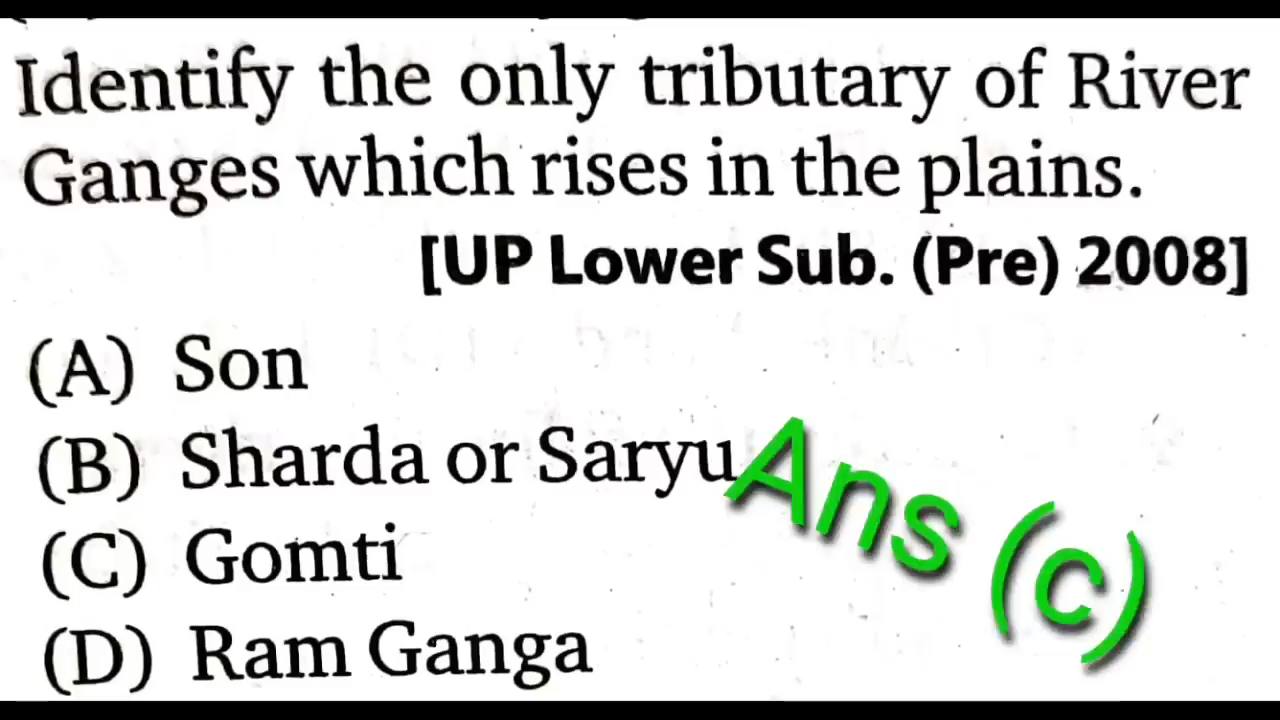 Identify the only tributary of River
Ganges which rises in the plains.
[UP Lower Sub. (Pre) 2008]
(A) Son
(B) Sharda or Saryu
(C) Gomti
(D) Ram Ganga
Ans (c)